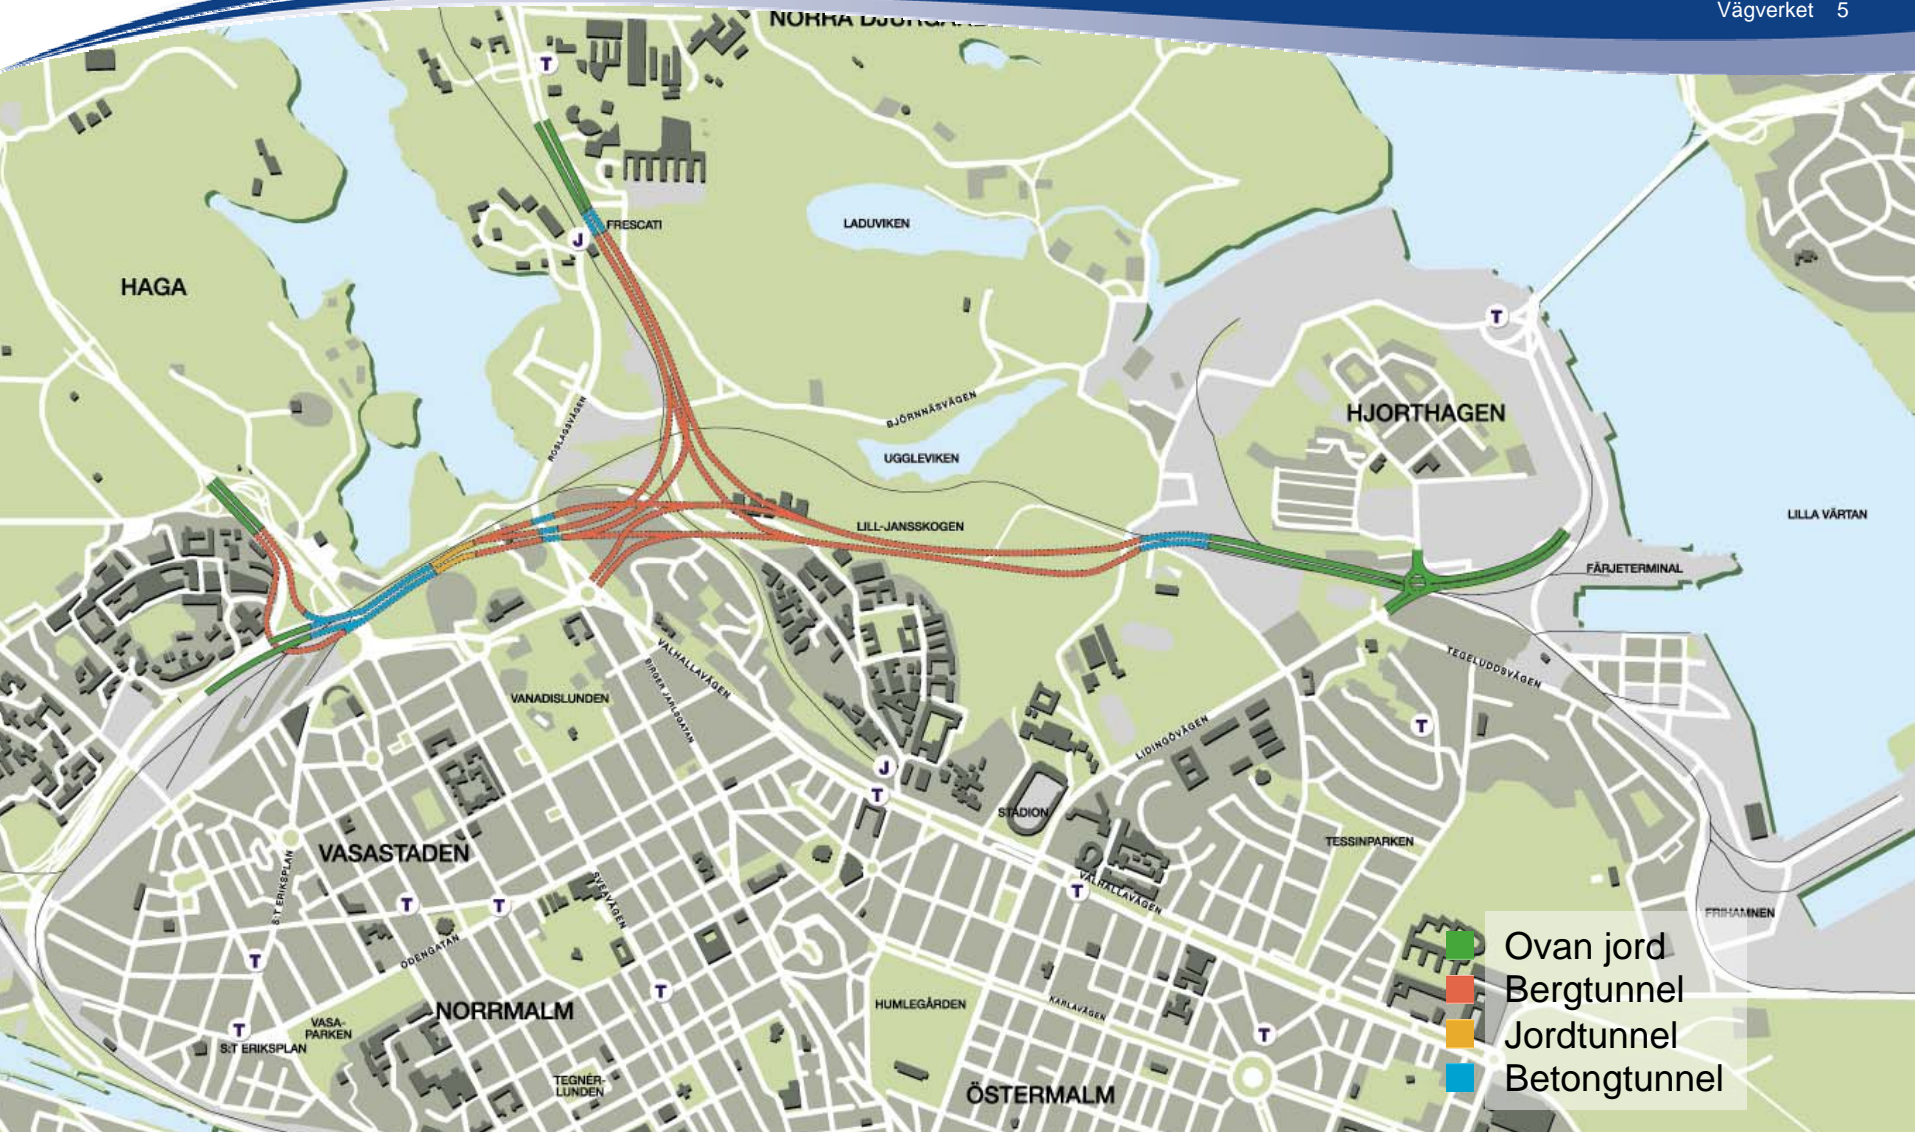 Vägverket 5
T
FRESCATI
J
LADUVIKEN
HAGA
T
BJÖRNNÄSVÄGEN
HJORTHAGEN
ROSLAGSVÄGEN
UGGLEVIKEN
LILL-JANSSKOGEN
LILLA VÄRTAN
FÄRJETERMINAL
VALHALLAVÄGEN
TEGELUDDSVÄGEN
BIRGER JARLSGATAN
VANADISLUNDEN
LIDINGÖVÄGEN
T
J
T
STADION
TESSINPARKEN
VASASTADEN
S:T ERIKSPLAN
SVEAVÄGEN
T
VALHALLAVÄGEN
T
T
FRIHAMNEN
ODENGATAN
T
Ovan jord
T
Bergtunnel
HUMLEGÅRDEN
KARLAVÄGEN
NORRMALM
VASA-
PARKEN
T
T
Jordtunnel
S:T ERIKSPLAN
Betongtunnel
TEGNÉR-
LUNDEN
ÖSTERMALM